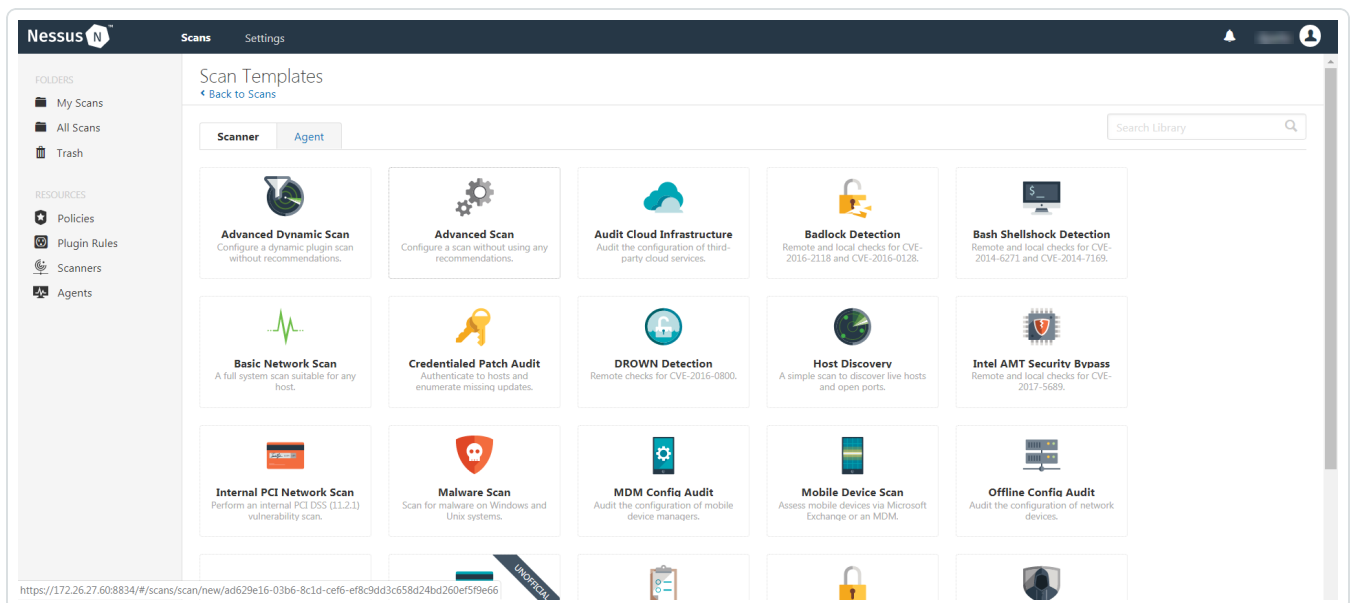 Nessus N ™
Scans Settings
FOLDERS
My Scans
All Scans
Trash
RESOURCES
Policies
Plugin Rules
Scanners
Agents
Scan Templates
Back to Scans
Scanner Agent
Search Library
Advanced Dynamic Scan
Configure a dynamic plugin scan
without recommendations.
Advanced Scan
Configure a scan without using any
recommendations.
Audit Cloud Infrastructure
Audit the configuration of third-
party cloud services.
Badlock Detection
Remote and local checks for CVE-
2016-2118 and CVE-2016-0128.
$_
Bash Shellshock Detection
Remote and local checks for CVE-
2014-6271 and CVE-2014-7169.
Basic Network Scan
A full system scan suitable for any
host.
Credentialed Patch Audit
Authenticate to hosts and
enumerate missing updates.
DROWN Detection
Remote checks for CVE-2016-0800.
Host Discovery
A simple scan to discover live hosts
and open ports.
Intel AMT Security Bypass
Remote and local checks for CVE-
2017-5689.
Internal PCI Network Scan
Perform an internal PCI DSS (11.2.1)
vulnerability scan.
Malware Scan
Scan for malware on Windows and
Unix systems.
MDM Config Audit
Audit the configuration of mobile
device managers.
Mobile Device Scan
Assess mobile devices via Microsoft
Exchange or an MDM.
Offline Config Audit
Audit the configuration of network
devices.
UNOFFICIAL
https://172.26.27.60:8834/#/scans/scan/new/ad629e16-03b6-8c1d-cef6-ef8c9dd3c658d24bd260ef5f9e66